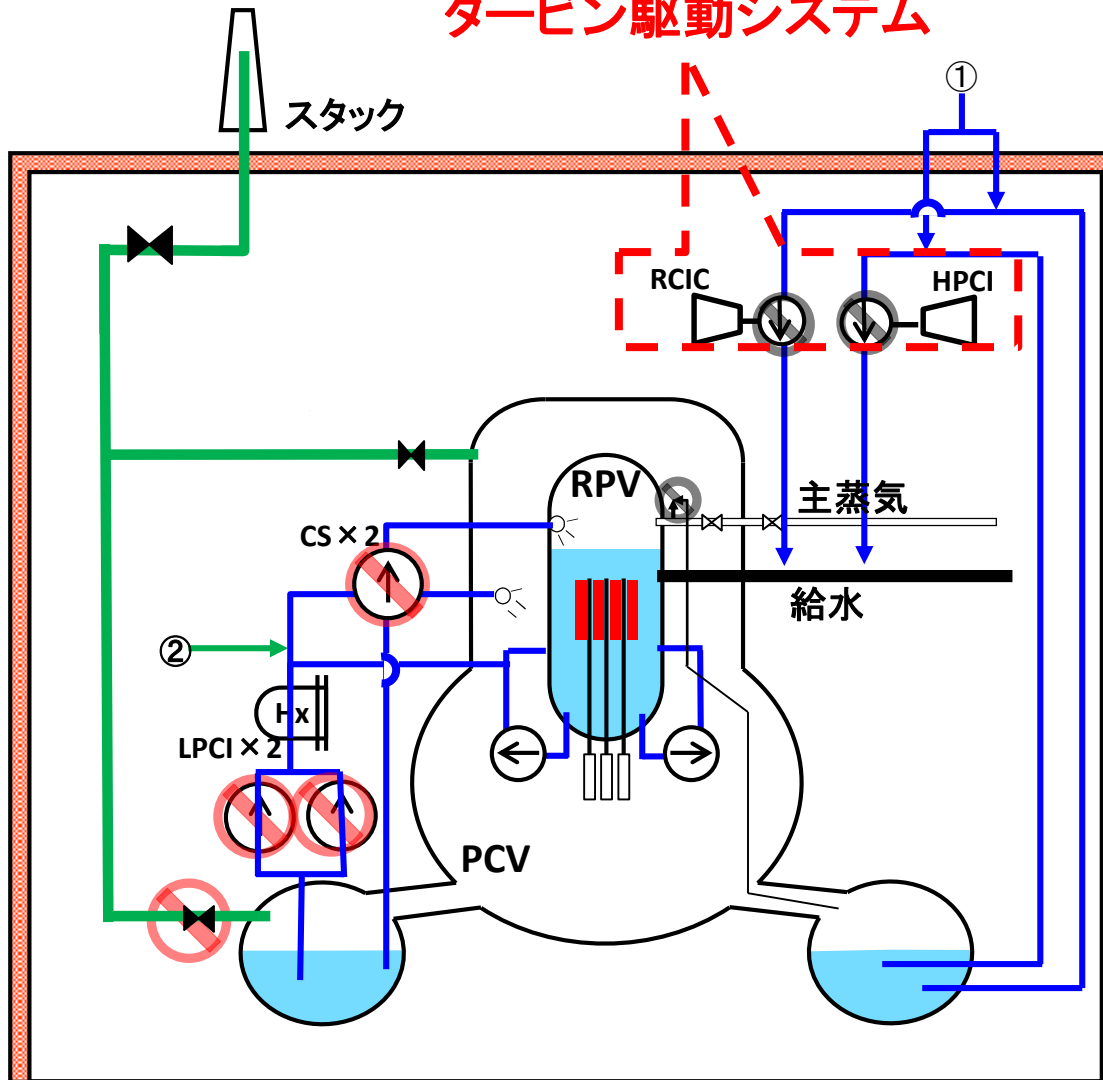 タービン駆動システム
①
スタック
RCIC
HPCI
RPV
主蒸気
CS×2
給水
②
Hx
LPCI×2
PCV